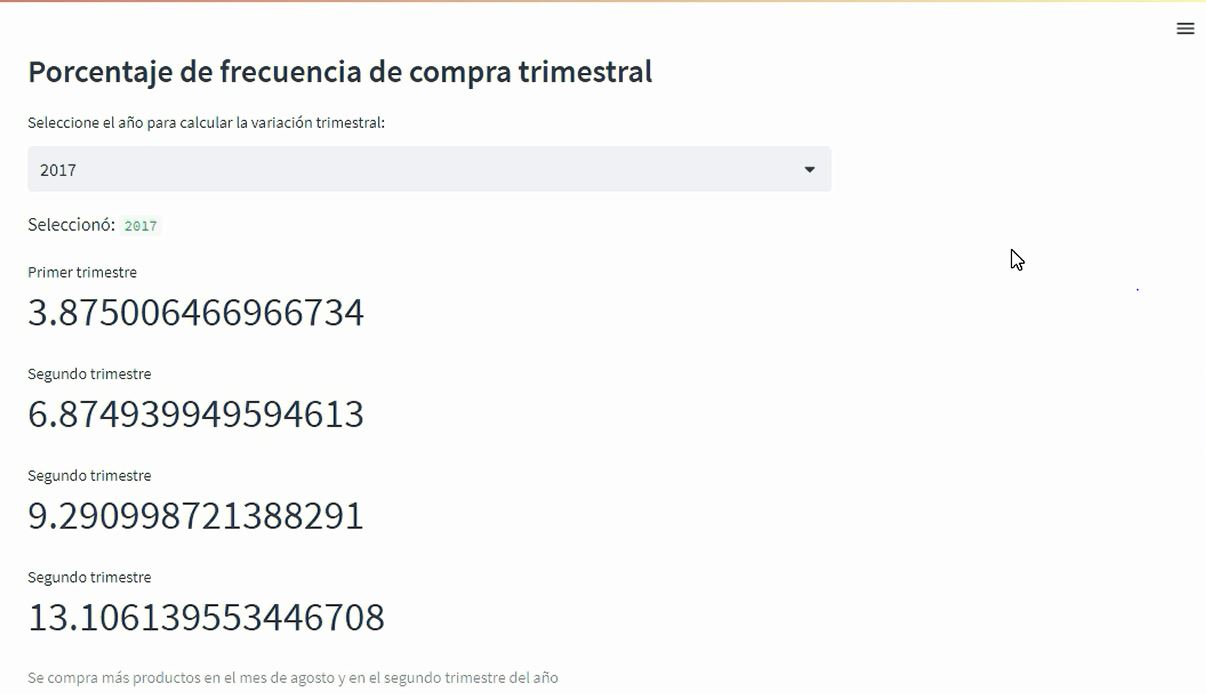 Porcentaje de frecuencia de compra trimestral
Seleccione el año para calcular la variación trimestral:
2017
Seleccionó: 2017
Primer trimestre
3.875006466966734
Segundo trimestre
6.874939949594613
Segundo trimestre
9.290998721388291
Segundo trimestre
13.106139553446708
Se compra más productos en el mes de agosto y en el segundo trimestre del año